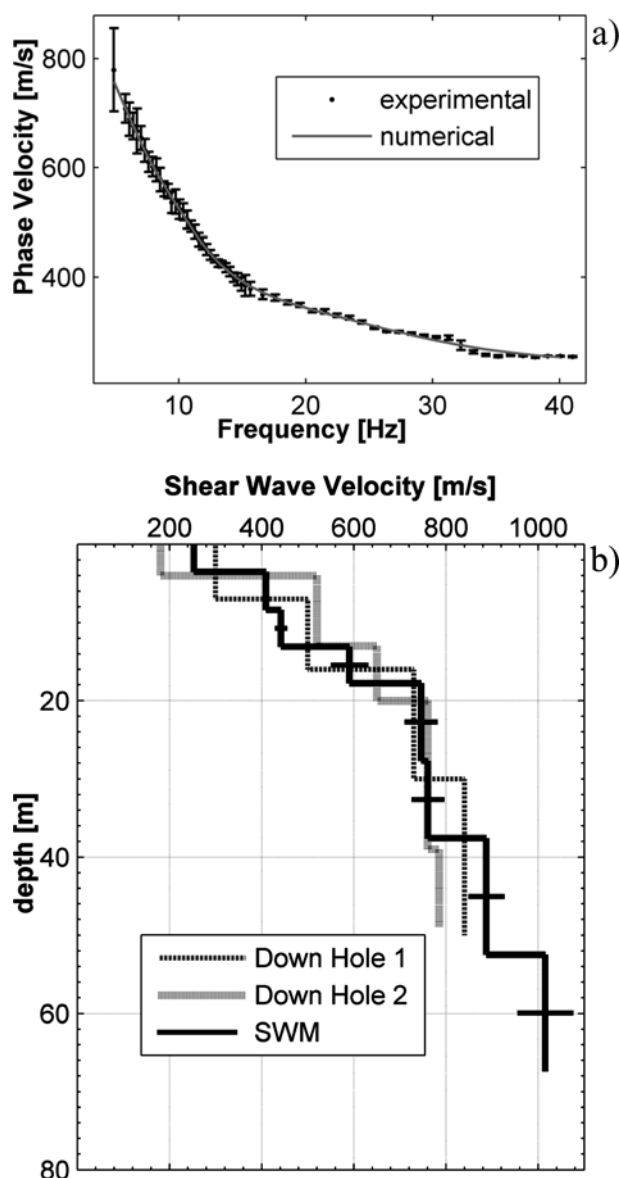 a)
Phase Velocity [m/s]
800
600
400
experimental
numerical
10 20 30 40
Frequency [Hz]
Shear Wave Velocity [m/s]
200 400 600 800 1000
b)
depth [m]
20
40
60
80
Down Hole 1
Down Hole 2
SWM